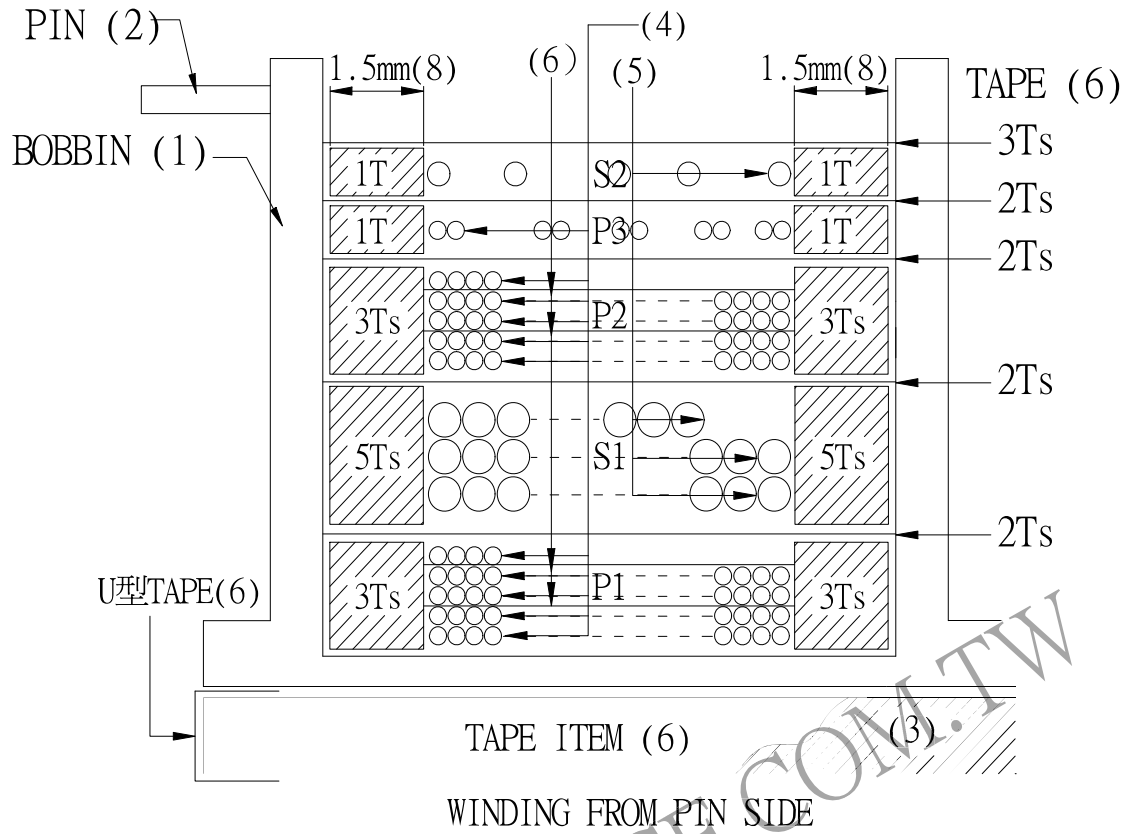 PIN (2)
(4)
1.5mm(8)
(6)
(5)
1.5mm(8)
TAPE (6)
BOBBIN (1)
3Ts
1T
S2
1T
2Ts
1T
P3
1T
2Ts
3Ts
P2
3Ts
2Ts
5Ts
S1
5Ts
2Ts
U型TAPE(6)
3Ts
P1
3Ts
TAPE ITEM (6)
(3)
WINDING FROM PIN SIDE
COM.TW